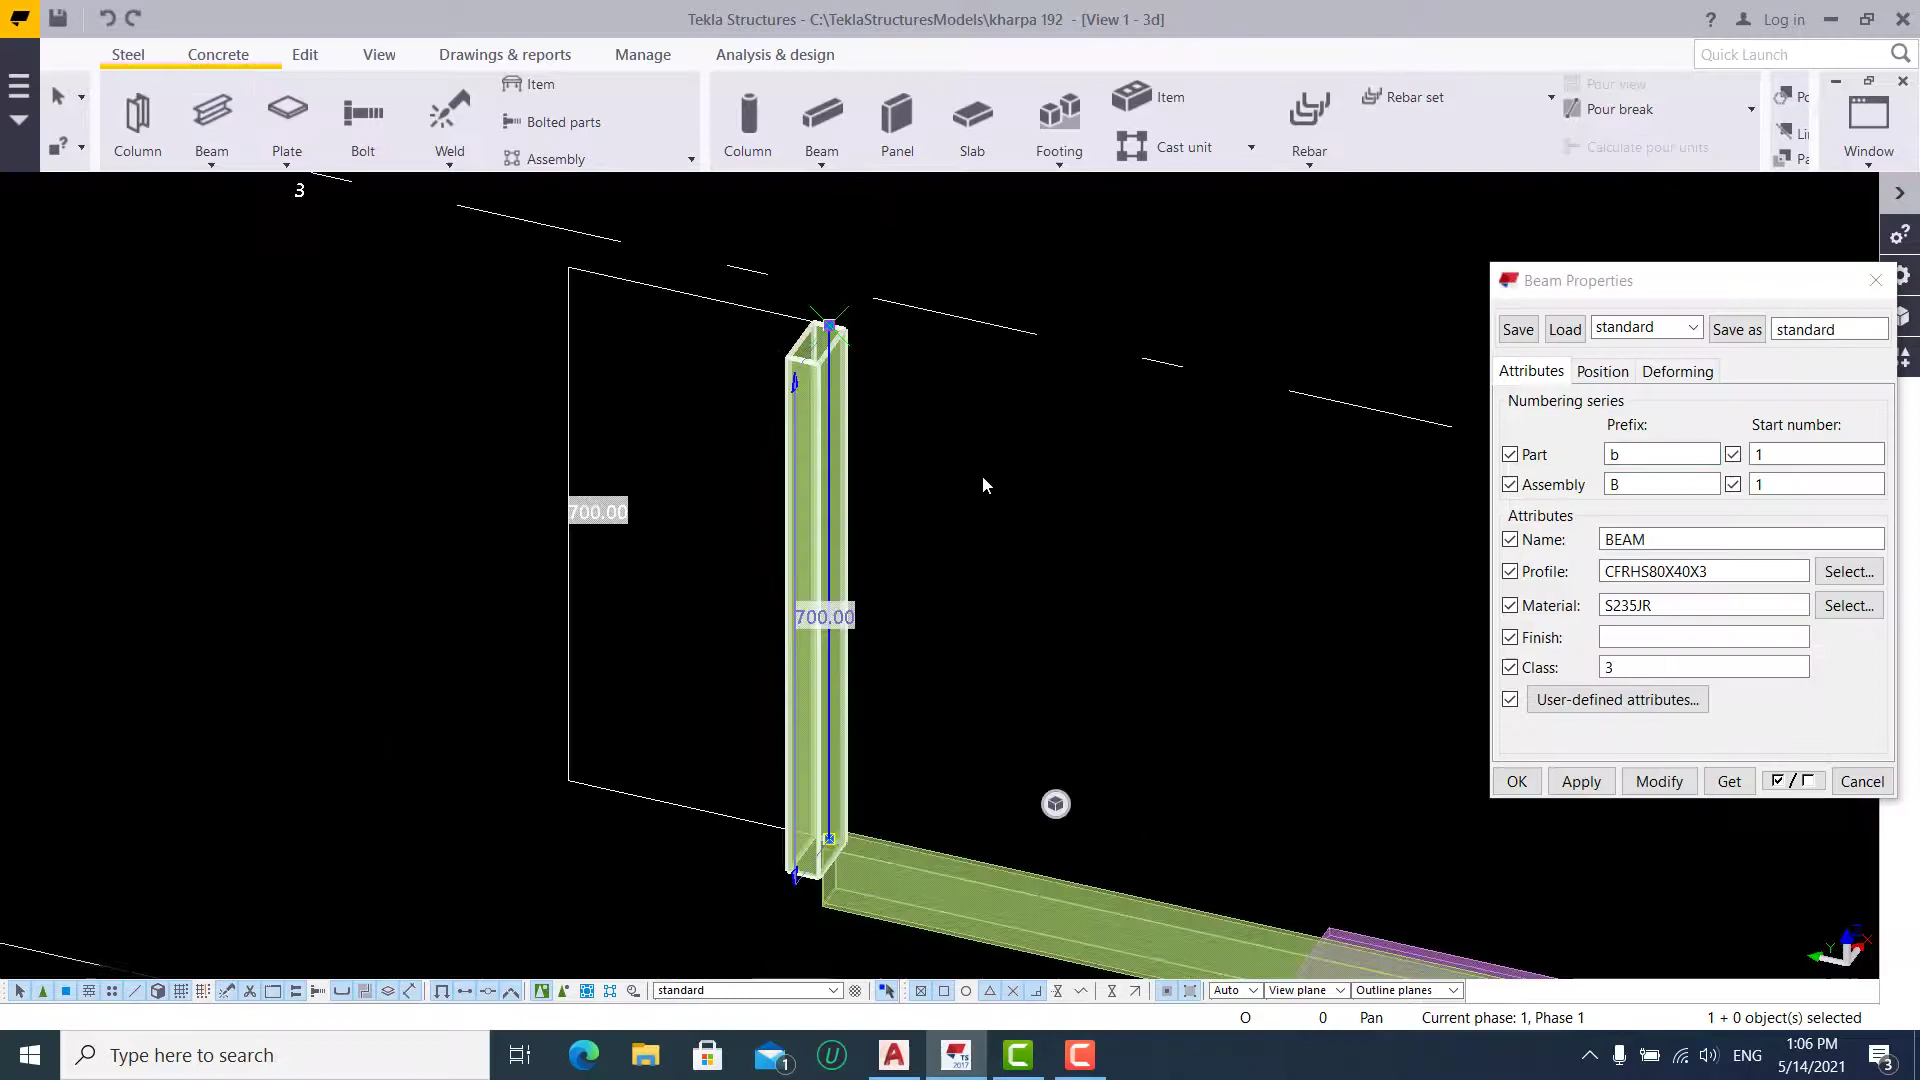 Tekla Structures - C:\TeklaStructuresModels\kharpa 192 - [View 1 - 3d]
? Log in
Steel Concrete Edit View Drawings & reports Manage Analysis & design
Quick Launch
Column Beam Plate Bolt Weld
Item
Bolted parts
Assembly
Column Beam Panel Slab Footing
Item
Cast unit
Rebar
Rebar set
Pour view
Pour break
Calculate pour units
Window
3
700.00
700.00
Beam Properties
Save Load standard Save as standard
Attributes Position Deforming
Numbering series
Prefix: Start number:
Part b 1
Assembly B 1
Attributes
Name: BEAM
Profile: CFRHS80X40X3 Select...
Material: S235JR Select...
Finish:
Class: 3
User-defined attributes...
OK Apply Modify Get / Cancel
standard Auto View plane Outline planes
O 0 Pan Current phase: 1, Phase 1 1 + 0 object(s) selected
Type here to search
1
TS
2017
ENG
1:06 PM
5/14/2021
3